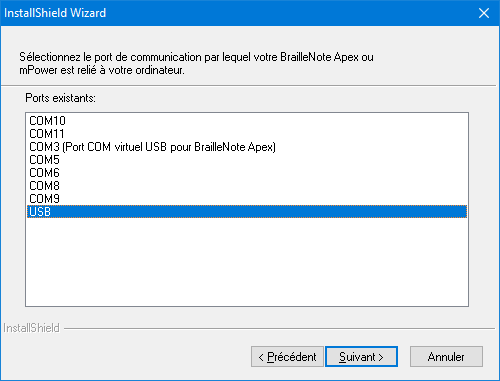 InstallShield Wizard
Sélectionnez le port de communication par lequel votre BrailleNote Apex ou
mPower est relié à votre ordinateur.
Ports existants:
COM10
COM11
COM3 (Port COM virtuel USB pour BrailleNote Apex)
COM5
COM6
COM8
COM9
USB
InstallShield
< Précédent Suivant > Annuler